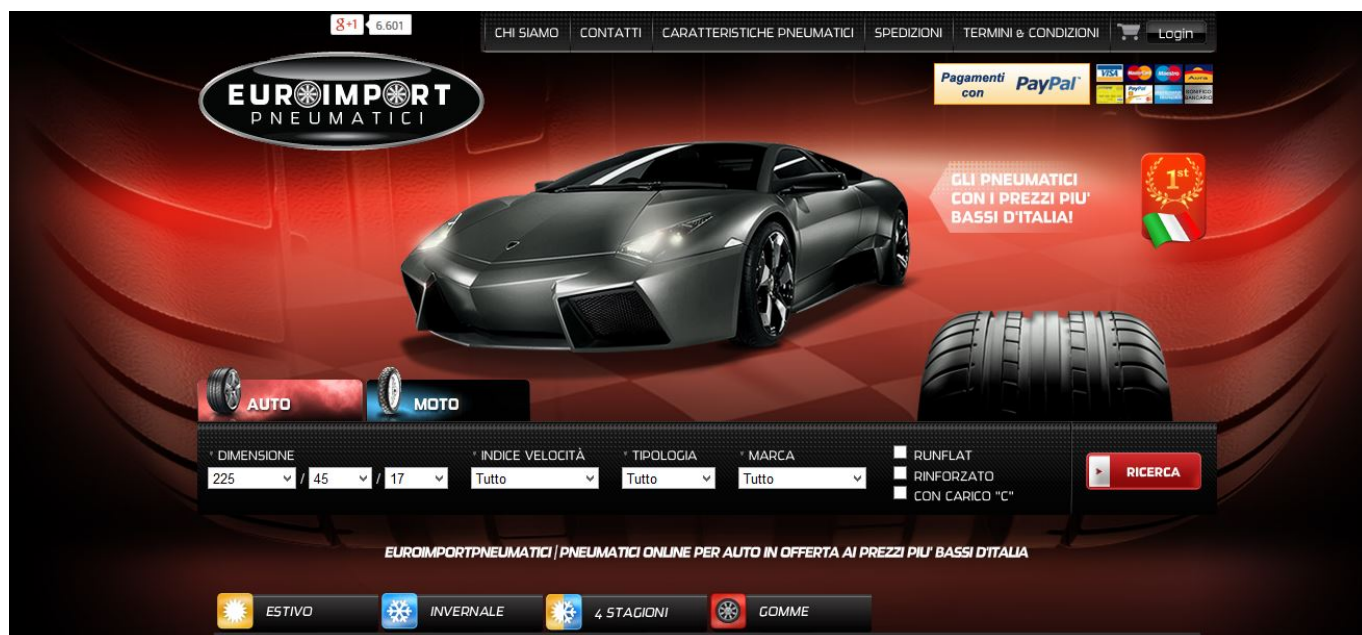 8+1 6.601
CHI SIAMO CONTATTI CARATTERISTICHE PNEUMATICI SPEDIZIONI TERMINI & CONDIZIONI Login
EUROIMPORT
PNEUMATICI
Pagamenti
con PayPal
VISA
GLI PNEUMATICI
CON I PREZZI PIU'
BASSI D'ITALIA!
1st
AUTO
MOTO
* DIMENSIONE * INDICE VELOCITÀ * TIPOLOGIA * MARCA
225 / 45 / 17 Tutto Tutto Tutto
RUNFLAT
RINFORZATO
CON CARICO "C"
RICERCA
EUROIMPORTPNEUMATICI | PNEUMATICI ONLINE PER AUTO IN OFFERTA AI PREZZI PIU' BASSI D'ITALIA
ESTIVO INVERNALE 4 STAGIONI GOMME